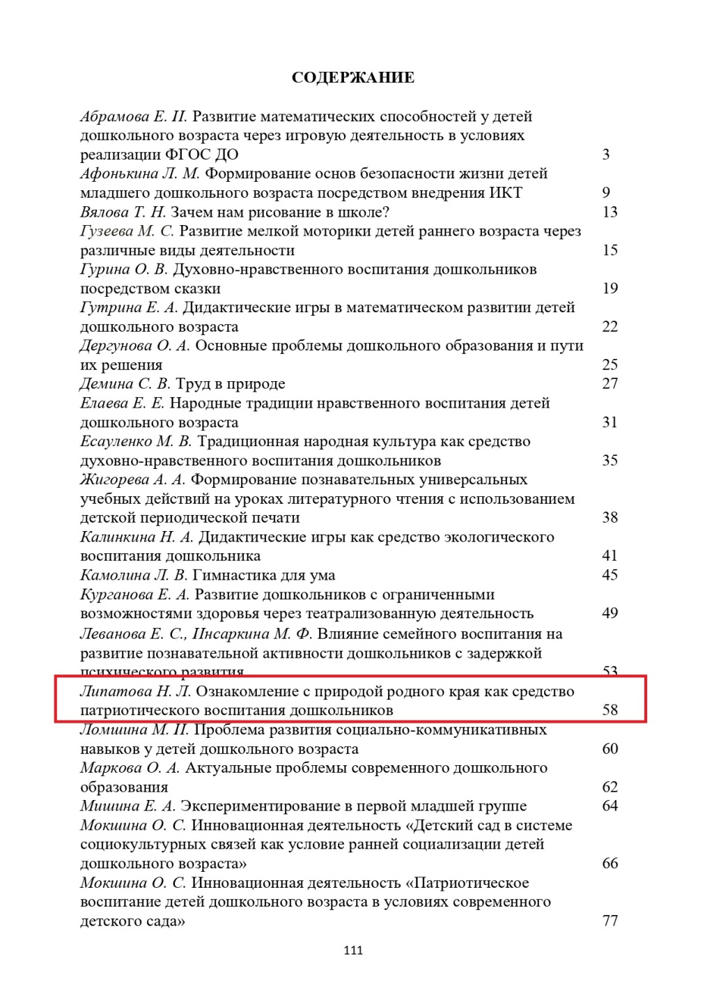 СОДЕРЖАНИЕ
Абрамова Е. П. Развитие математических способностей у детей
дошкольного возраста через игровую деятельность в условиях
реализации ФГОС ДО 3
Афонькина Л. М. Формирование основ безопасности жизни детей
младшего дошкольного возраста посредством внедрения ИКТ 9
Вялова Т. Н. Зачем нам рисование в школе? 13
Гузеева М. С. Развитие мелкой моторики детей раннего возраста через
различные виды деятельности 15
Гурина О. В. Духовно-нравственного воспитания дошкольников
посредством сказки 19
Гутрина Е. А. Дидактические игры в математическом развитии детей
дошкольного возраста 22
Дергунова О. А. Основные проблемы дошкольного образования и пути
их решения 25
Демина С. В. Труд в природе 27
Елаева Е. Е. Народные традиции нравственного воспитания детей
дошкольного возраста 31
Есауленко М. В. Традиционная народная культура как средство
духовно-нравственного воспитания дошкольников 35
Жигорева А. А. Формирование познавательных универсальных
учебных действий на уроках литературного чтения с использованием
детской периодической печати 38
Калинкина Н. А. Дидактические игры как средство экологического
воспитания дошкольника 41
Камолина Л. В. Гимнастика для ума 45
Курганова Е. А. Развитие дошкольников с ограниченными
возможностями здоровья через театрализованную деятельность 49
Леванова Е. С., Инсаркина М. Ф. Влияние семейного воспитания на
развитие познавательной активности дошкольников с задержкой
психического развития 53
Липатова Н. Л. Ознакомление с природой родного края как средство
патриотического воспитания дошкольников 58
Ломшина М. П. Проблема развития социально-коммуникативных
навыков у детей дошкольного возраста 60
Маркова О. А. Актуальные проблемы современного дошкольного
образования 62
Мишина Е. А. Экспериментирование в первой младшей группе 64
Мокшина О. С. Инновационная деятельность «Детский сад в системе
социокультурных связей как условие ранней социализации детей
дошкольного возраста» 66
Мокшина О. С. Инновационная деятельность «Патриотическое
воспитание детей дошкольного возраста в условиях современного
детского сада» 77
111